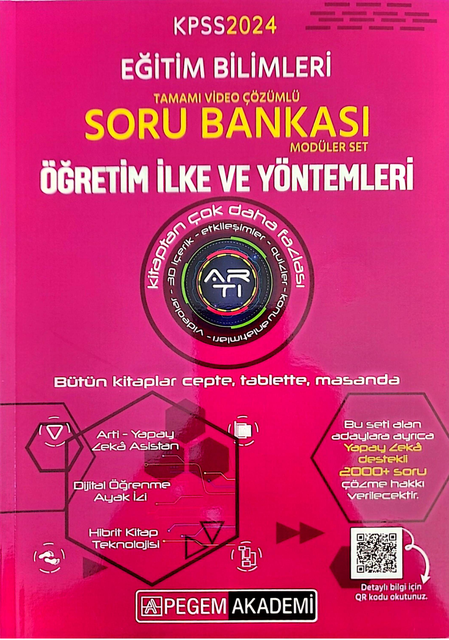 KPSS2024
EĞİTİM BİLİMLERİ
TAMAMI VİDEO ÇÖZÜMLÜ
SORU BANKASI
MODÜLER SET
ÖĞRETİM İLKE VE YÖNTEMLERİ
kitaptan çok daha fazlası
videolar - 3D içerik - etkileşimler - quizler - konu anlatımları
ARTI
Bütün kitaplar cepte, tablette, masanda
Artı - Yapay
Zekâ Asistan
Dijital Öğrenme
Ayak İzi
Hibrit Kitap
Teknolojisi
Bu seti alan
adaylara ayrıca
Yapay Zekâ
destekli
2000+ soru
çözme hakkı
verilecektir.
Detaylı bilgi için
QR kodu okutunuz.
PEGEM AKADEMİ